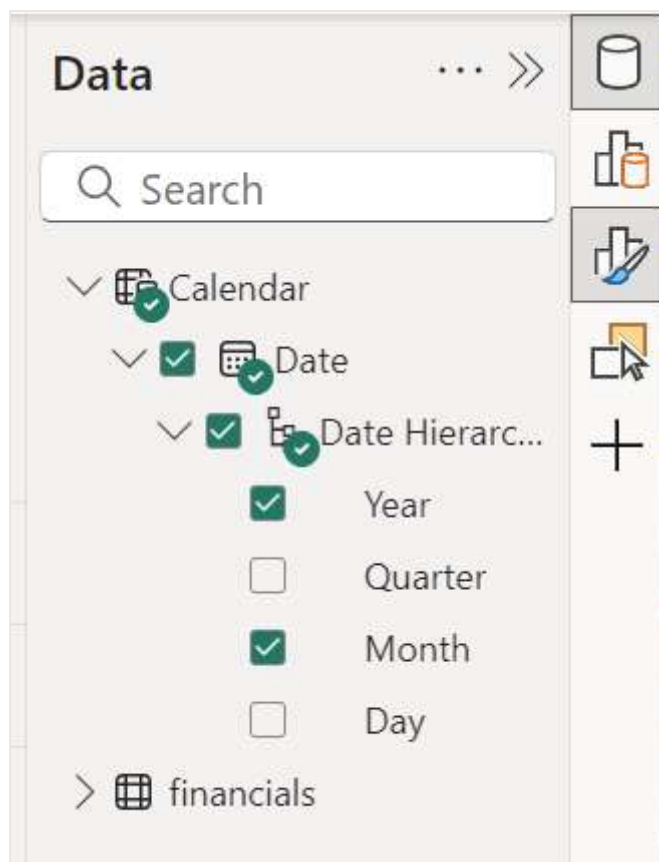 Data
Search
Calendar
Date
Date Hierarc...
Year
Quarter
Month
Day
financials